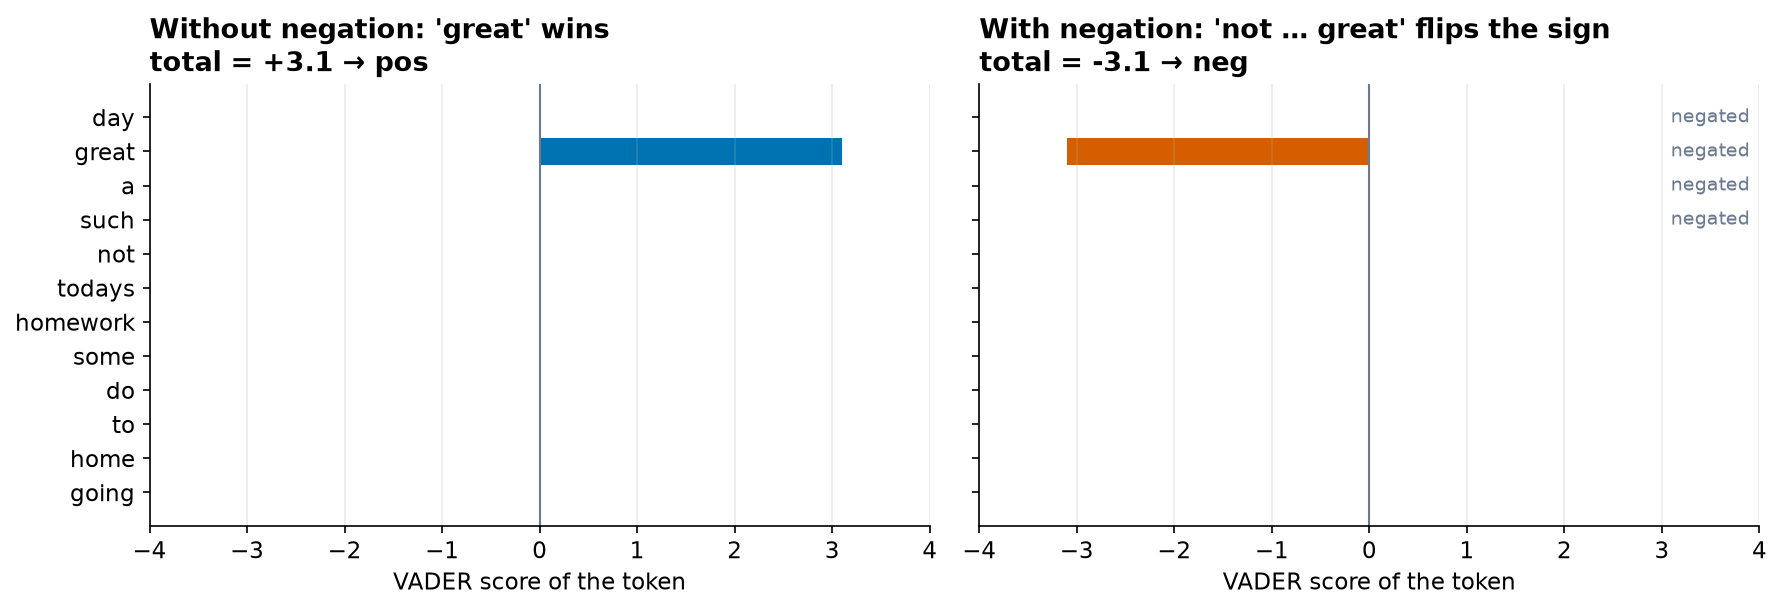 Without negation: 'great' wins
total = +3.1 → pos
day
great
a
such
not
todays
homework
some
do
to
home
going
−4 −3 −2 −1 0 1 2 3 4
VADER score of the token
With negation: 'not … great' flips the sign
total = -3.1 → neg
negated
negated
negated
negated
−4 −3 −2 −1 0 1 2 3 4
VADER score of the token